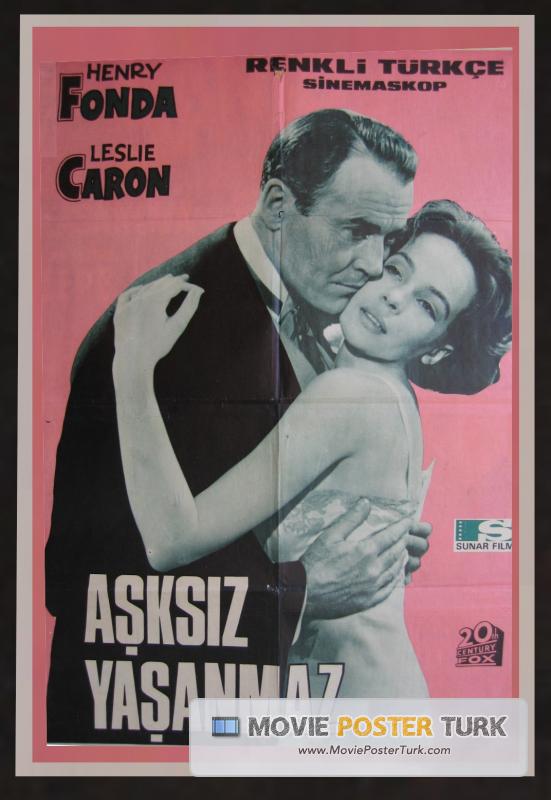 HENRY
FONDA
LESLIE
CARON
RENKLİ TÜRKÇE
SİNEMASKOP
S
SUNAR FILM
AŞKSIZ
YAŞANMAZ
20th
CENTURY
FOX
MOVIE POSTER TURK
www.MoviePosterTurk.com